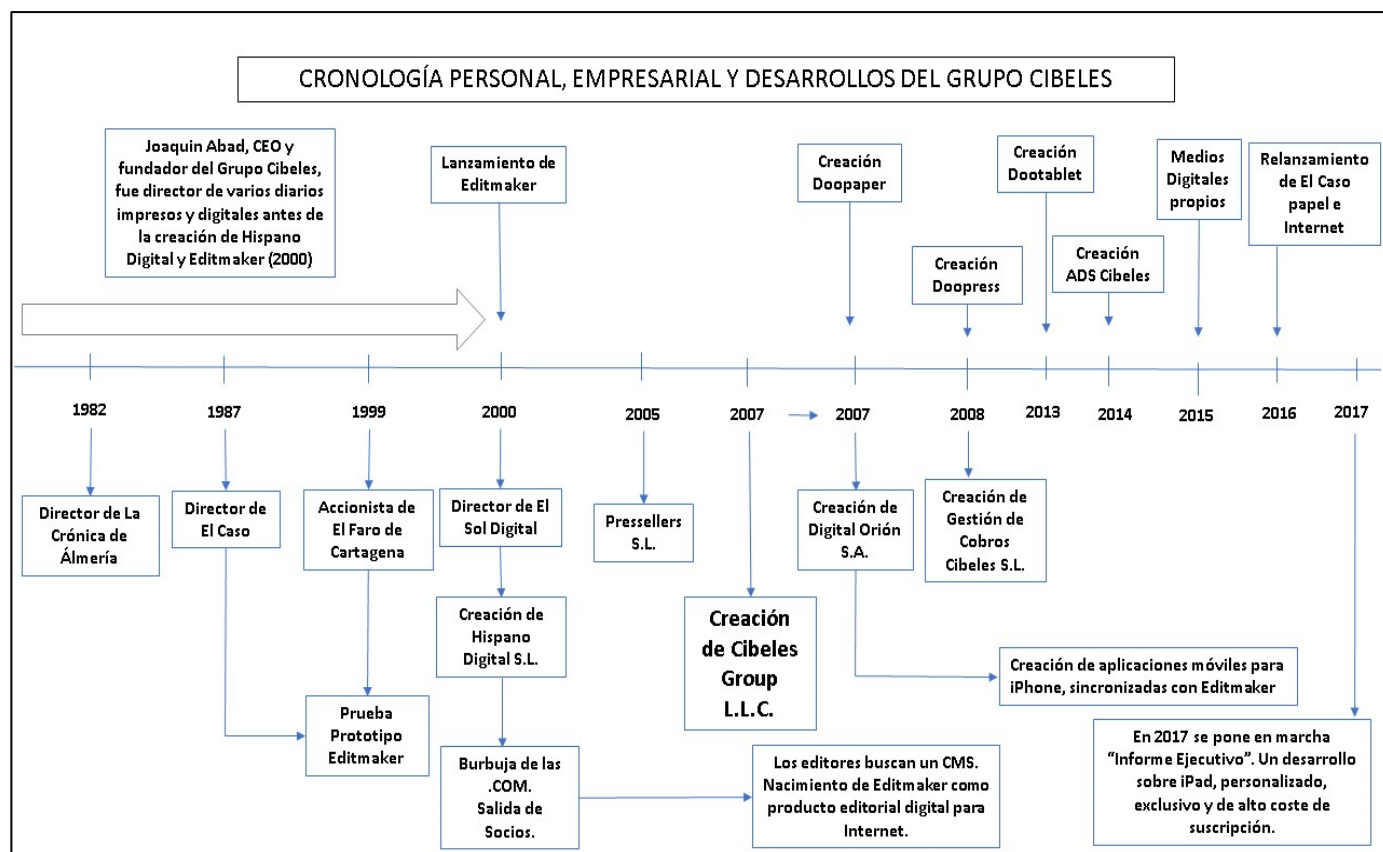 CRONOLOGÍA PERSONAL, EMPRESARIAL Y DESARROLLOS DEL GRUPO CIBELES
Joaquin Abad, CEO y
fundador del Grupo Cibeles,
fue director de varios diarios
impresos y digitales antes de
la creación de Hispano
Digital y Editmaker (2000)
Lanzamiento de
Editmaker
Creación
Doopaper
Creación
Doopress
Creación
Dootablet
Creación
ADS Cibeles
Medios
Digitales
propios
Relanzamiento
de El Caso
papel e
Internet
1982
1987
1999
2000
2005
2007
2007
2008
2013
2014
2015
2016
2017
Director de La
Crónica de
Álmería
Director de
El Caso
Accionista de
El Faro de
Cartagena
Director de El
Sol Digital
Pressellers
S.L.
Creación de
Digital Orión
S.A.
Creación de
Gestión de
Cobros
Cibeles S.L.
Creación de
Hispano
Digital S.L.
Creación
de Cibeles
Group
L.L.C.
Creación de aplicaciones móviles para
iPhone, sincronizadas con Editmaker
Prueba
Prototipo
Editmaker
Burbuja de las
.COM.
Salida de
Socios.
Los editores buscan un CMS.
Nacimiento de Editmaker como
producto editorial digital para
Internet.
En 2017 se pone en marcha
“Informe Ejecutivo”. Un desarrollo
sobre iPad, personalizado,
exclusivo y de alto coste de
suscripción.